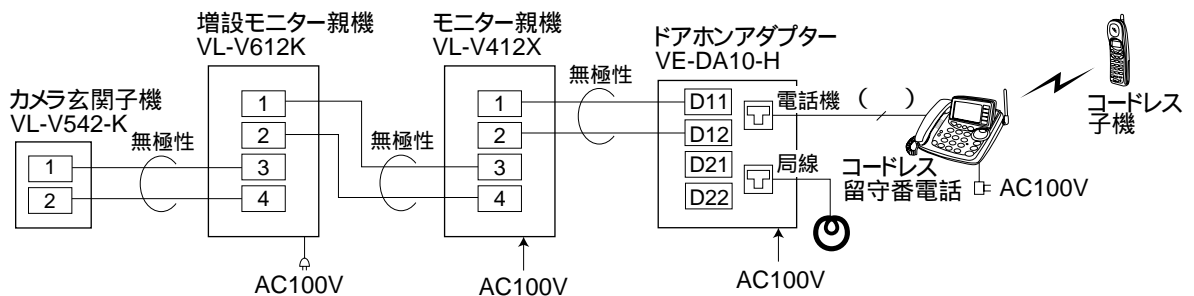 増設モニター親機
VL-V612K
モニター親機
VL-V412X
ドアホンアダプター
VE-DA10-H
カメラ玄関子機
VL-V542-K
無極性
無極性
無極性
1
2
1
2
3
4
1
2
3
4
D11
D12
D21
D22
電話機 ( )
局線
コードレス
子機
コードレス
留守番電話
AC100V
AC100V
AC100V
AC100V